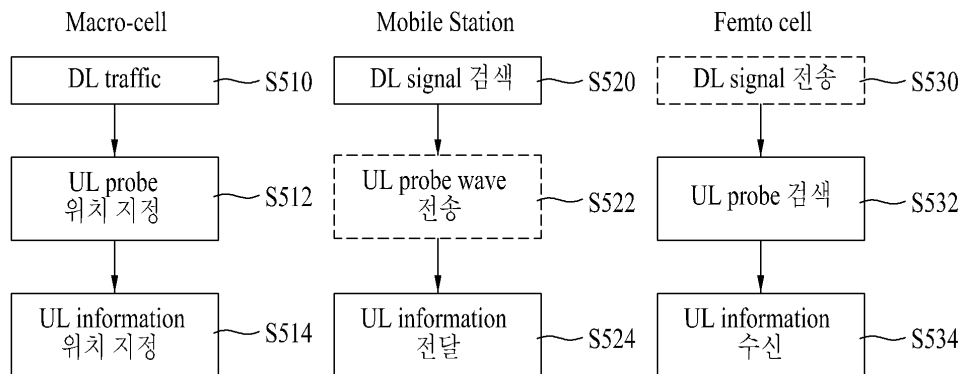 Macro-cell
Mobile Station
Femto cell
DL traffic
S510
DL signal 검색
S520
DL signal 전송
S530
UL probe
위치 지정
S512
UL probe wave
전송
S522
UL probe 검색
S532
UL information
위치 지정
S514
UL information
전달
S524
UL information
수신
S534